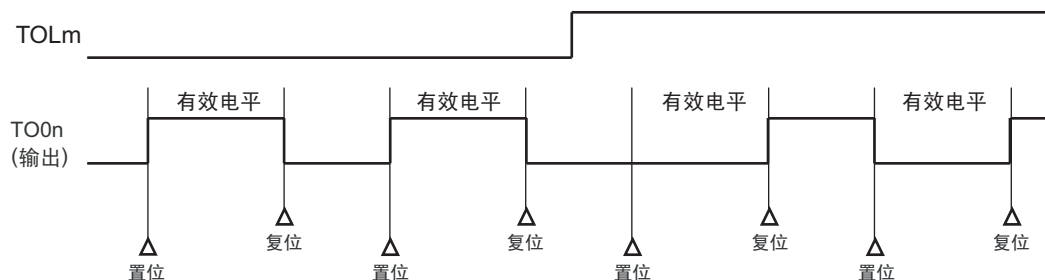 TOLm
有效电平 有效电平 有效电平 有效电平
TO0n
(输出)
复位 复位 复位 复位
置位 置位 置位 置位